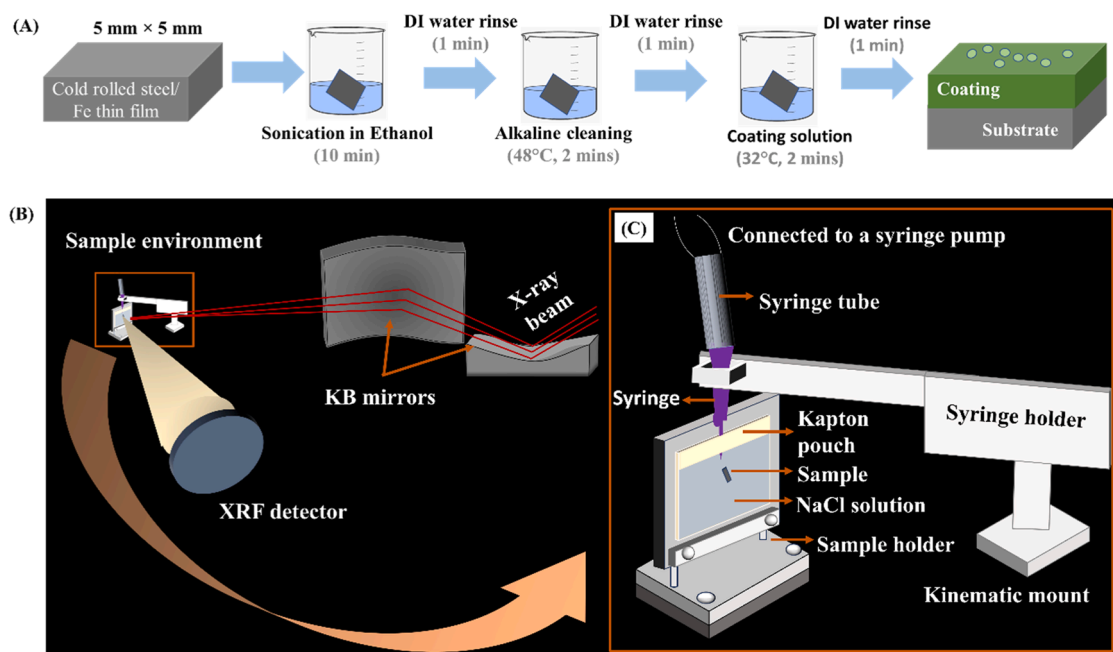 (A)
5 mm × 5 mm
Cold rolled steel/
Fe thin film
Sonication in Ethanol
(10 min)
DI water rinse
(1 min)
Alkaline cleaning
(48°C, 2 mins)
DI water rinse
(1 min)
Coating solution
(32°C, 2 mins)
DI water rinse
(1 min)
Coating
Substrate
(B)
Sample environment
X-ray
beam
KB mirrors
XRF detector
(C)
Connected to a syringe pump
Syringe tube
Syringe
Syringe holder
Kapton
pouch
Sample
NaCl solution
Sample holder
Kinematic mount